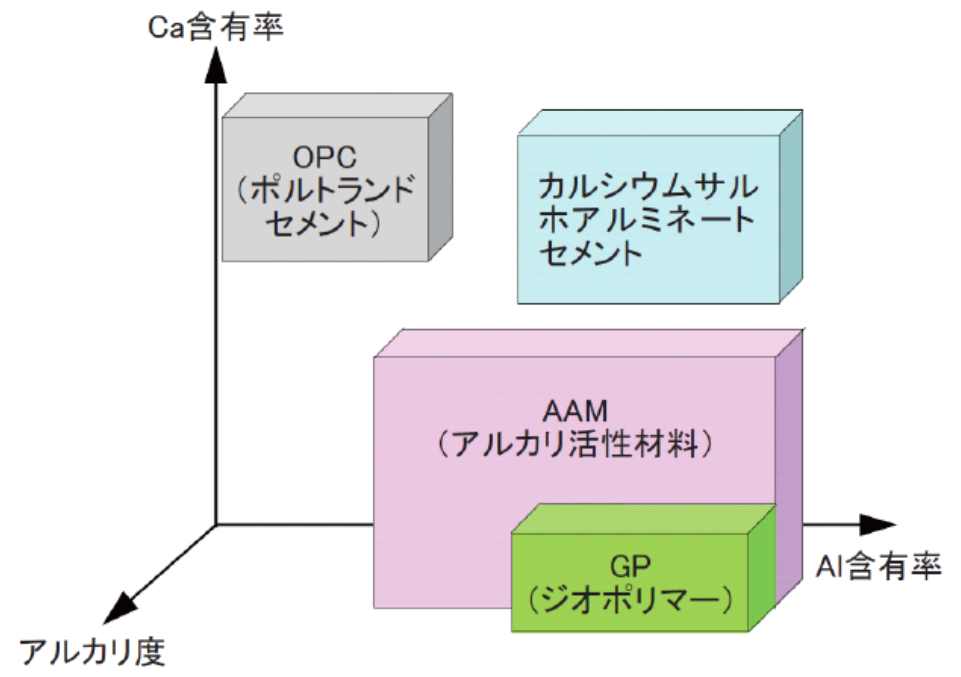 Ca含有率
OPC
（ポルトランド
セメント）
カルシウムサル
ホアルミネート
セメント
AAM
（アルカリ活性材料）
GP
（ジオポリマー）
Al含有率
アルカリ度